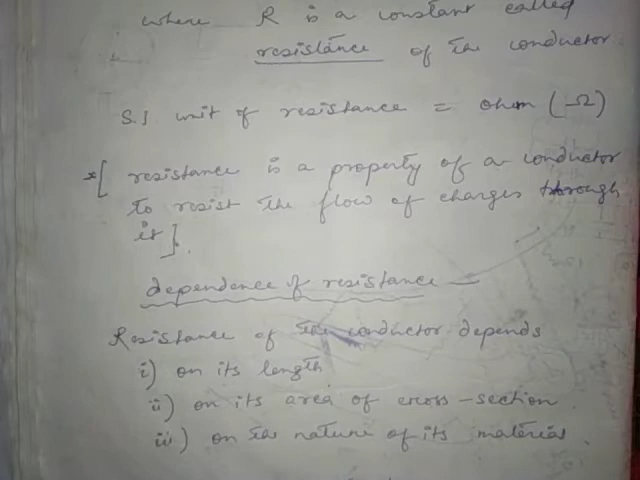 where R is a constant called
resistance of the conductor
S.I unit of resistance = ohm (Ω)
*[ resistance is a property of a conductor
to resist the flow of charges through
it].
dependence of resistance —
Resistance of the conductor depends
i) on its length
ii) on its area of cross-section
iii) on the nature of its material.